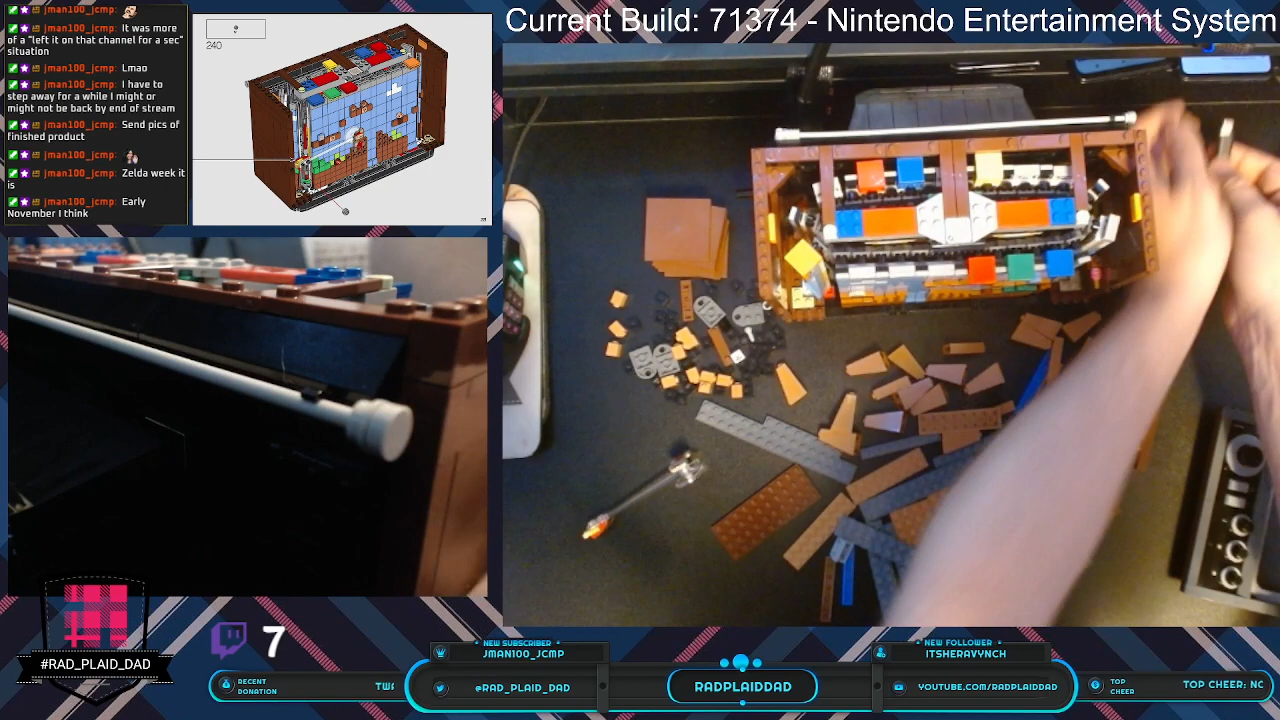 jman100_jcmp:
jman100_jcmp: It was more
of a "left it on that channel for a sec"
situation
jman100_jcmp: Lmao
jman100_jcmp: I have to
step away for a while I might or
might not be back by end of stream
jman100_jcmp: Send pics of
finished product
jman100_jcmp:
jman100_jcmp: Zelda week it
is
jman100_jcmp: Early
November I think
240
Current Build: 71374 - Nintendo Entertainment System
#RAD_PLAID_DAD
7
RECENT
DONATION
NEW SUBSCRIBER
JMAN100_JCMP
@RAD_PLAID_DAD
RADPLAIDDAD
NEW FOLLOWER
ITSHERAVYNCH
YOUTUBE.COM/RADPLAIDDAD
TOP
CHEER
TOP CHEER: NC